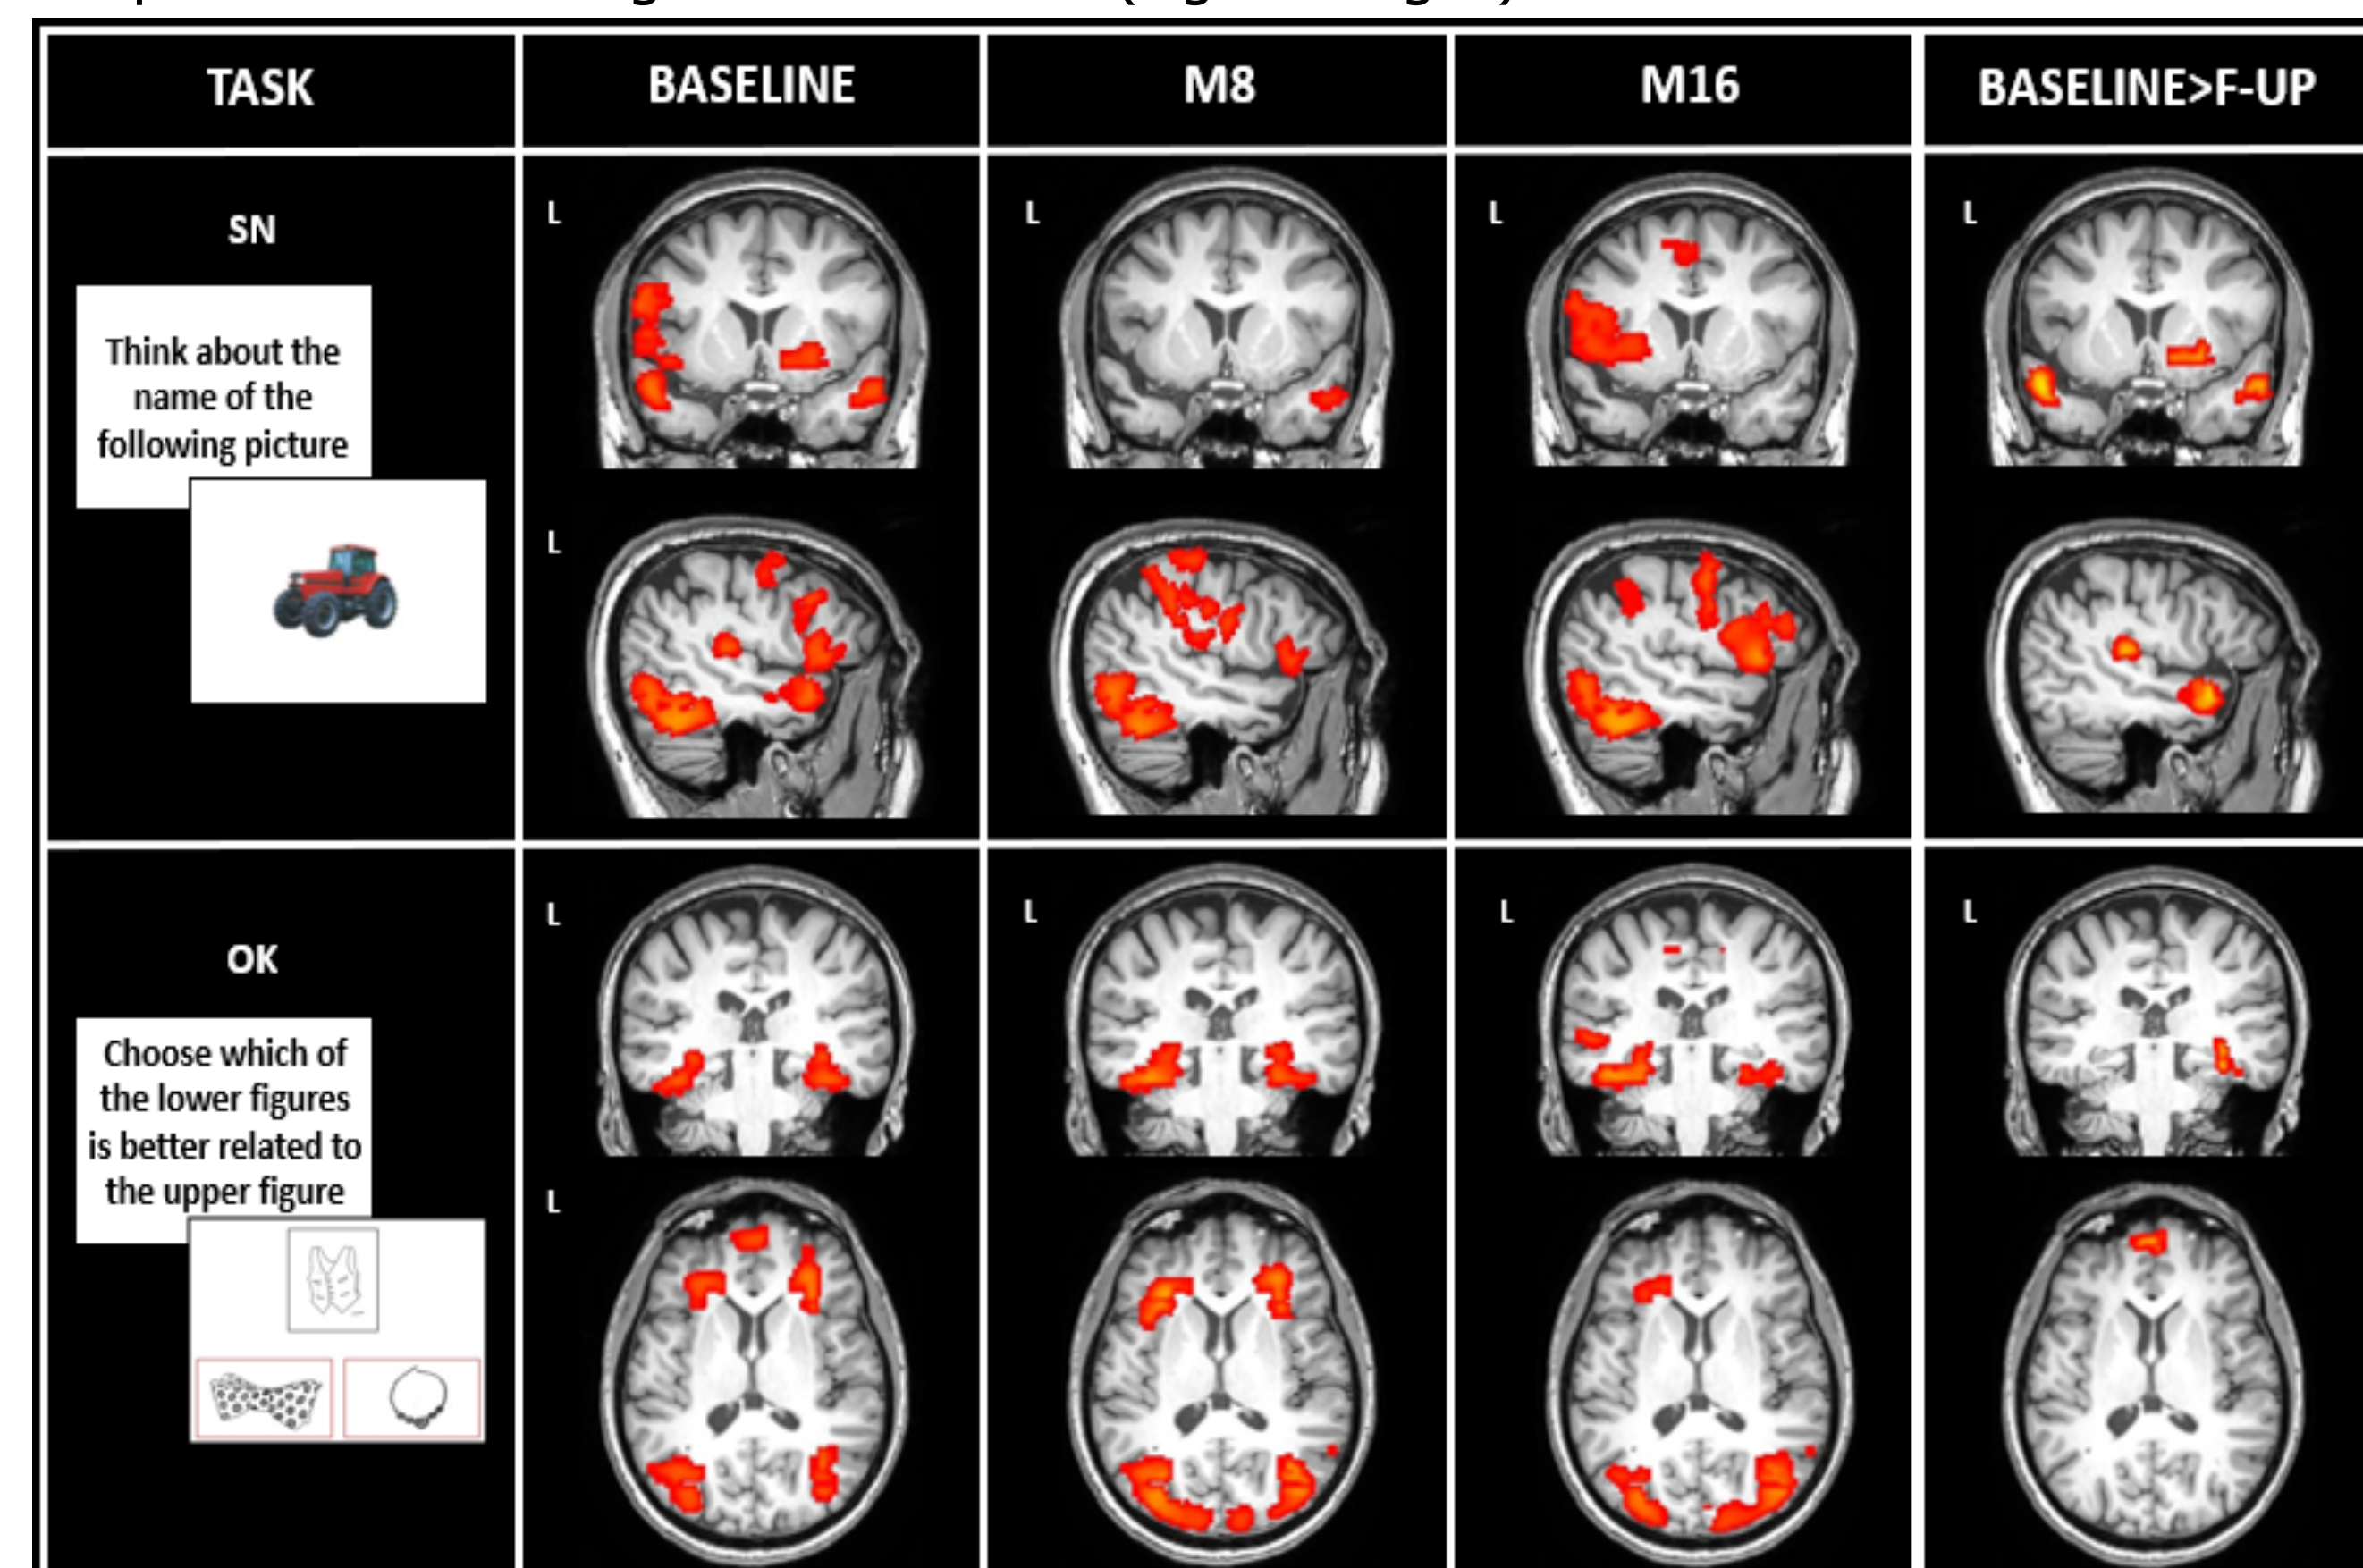 TASK
BASELINE
M8
M16
BASELINE>F-UP
SN
Think about the
name of the
following picture
L
L
L
L
L
OK
Choose which of
the lower figures
is better related to
the upper figure
L
L
L
L
L